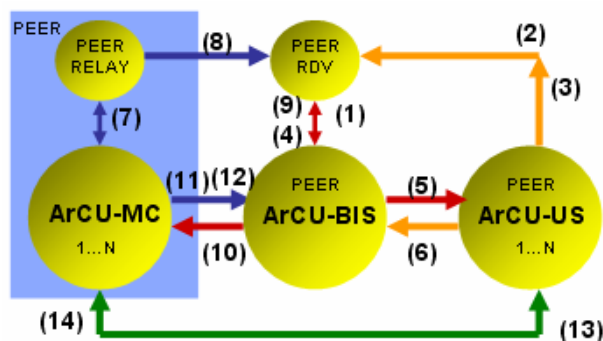 PEER
PEER
RELAY
(8)
PEER
RDV
(2)
(3)
(7)
(9)
(1)
(4)
(11)(12)
PEER
(5)
PEER
ArCU-MC
ArCU-BIS
ArCU-US
1...N
(10)
(6)
1...N
(14)
(13)